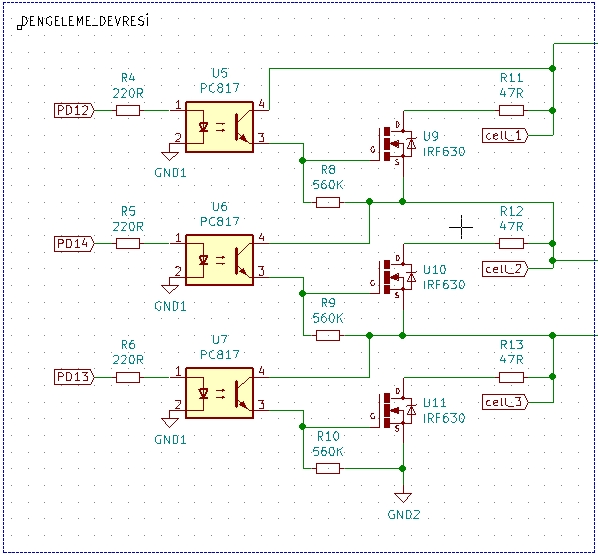 DENGELEME_DEVRESİ
U5
PC817
R4
220R
PD12
1
2
4
3
GND1
R11
47R
cell_1
D
G
S
U9
IRF630
R8
560K
U6
PC817
R5
220R
PD14
1
2
4
3
GND1
R12
47R
cell_2
D
G
S
U10
IRF630
R9
560K
U7
PC817
R6
220R
PD13
1
2
4
3
GND1
R13
47R
cell_3
D
G
S
U11
IRF630
R10
560K
GND2